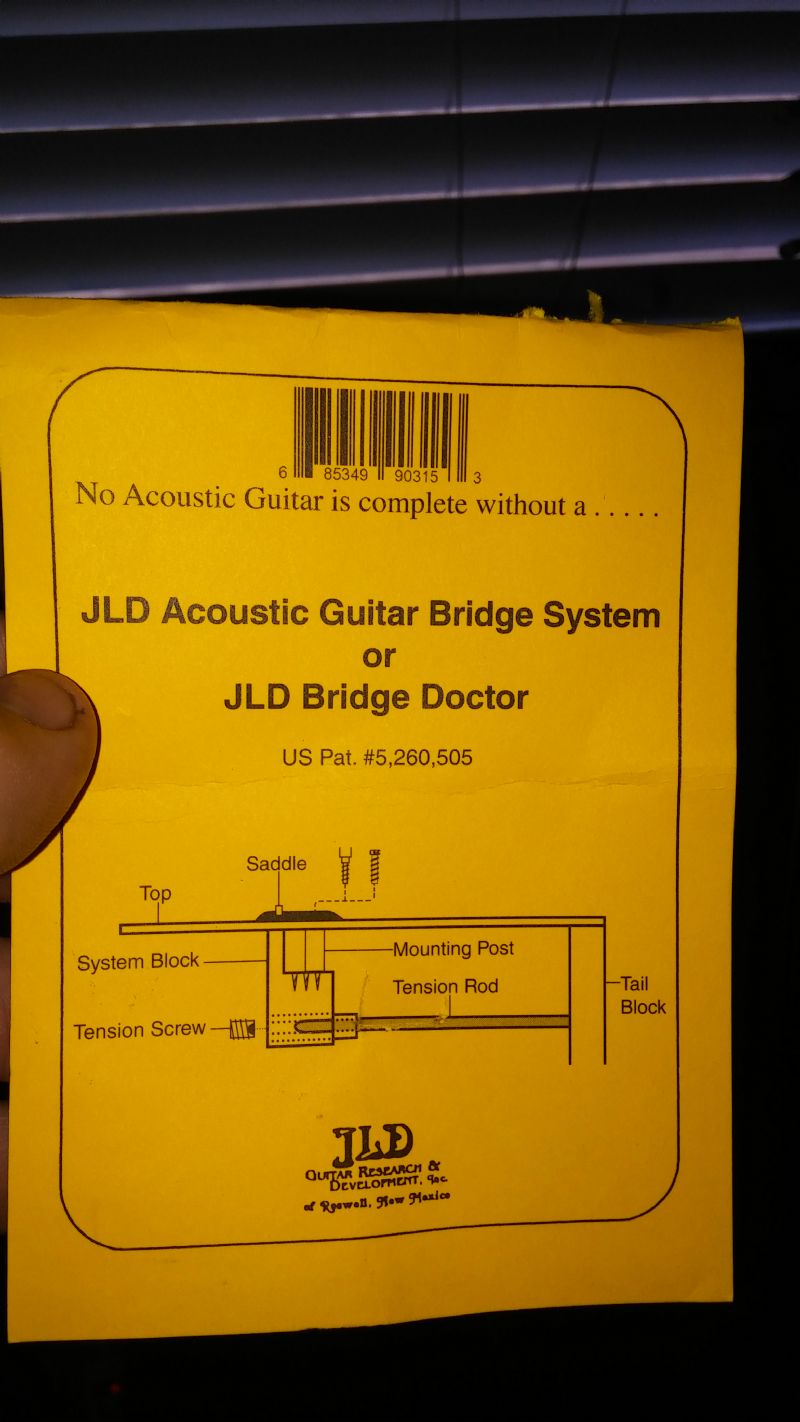 6 85349 90315 3
No Acoustic Guitar is complete without a . . . . .
JLD Acoustic Guitar Bridge System
or
JLD Bridge Doctor
US Pat. #5,260,505
Saddle
Top
System Block
Mounting Post
Tension Rod
Tail
Block
Tension Screw
JLD
GUITAR RESEARCH &
DEVELOPMENT, Inc.
of Roswell, New Mexico